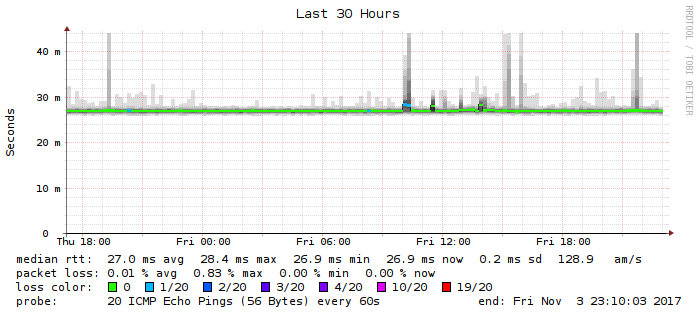 Last 30 Hours
RRDTOOL / TOBI OETIKER
Seconds
40 m
30 m
20 m
10 m
0
Thu 18:00 Fri 00:00 Fri 06:00 Fri 12:00 Fri 18:00
median rtt: 27.0 ms avg 28.4 ms max 26.9 ms min 26.9 ms now 0.2 ms sd 128.9 am/s
packet loss: 0.01 % avg 0.83 % max 0.00 % min 0.00 % now
loss color: 0 1/20 2/20 3/20 4/20 10/20 19/20
probe: 20 ICMP Echo Pings (56 Bytes) every 60s end: Fri Nov 3 23:10:03 2017